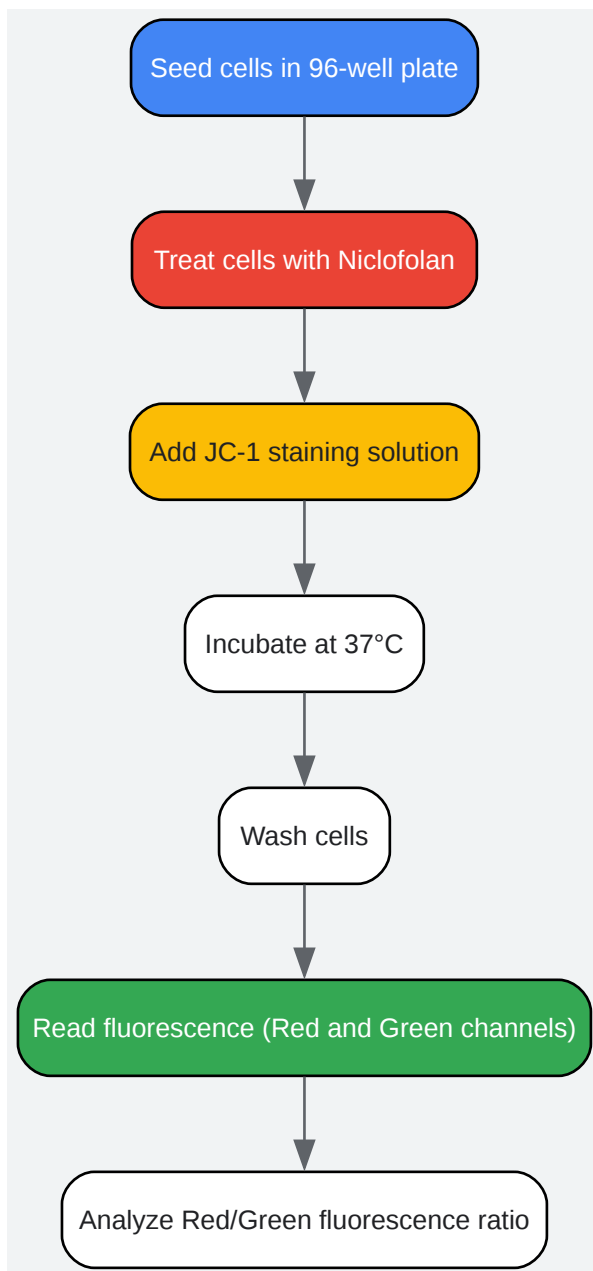 Seed cells in 96-well plate
Treat cells with Niclofolan
Add JC-1 staining solution
Incubate at 37°C
Wash cells
Read fluorescence (Red and Green channels)
Analyze Red/Green fluorescence ratio